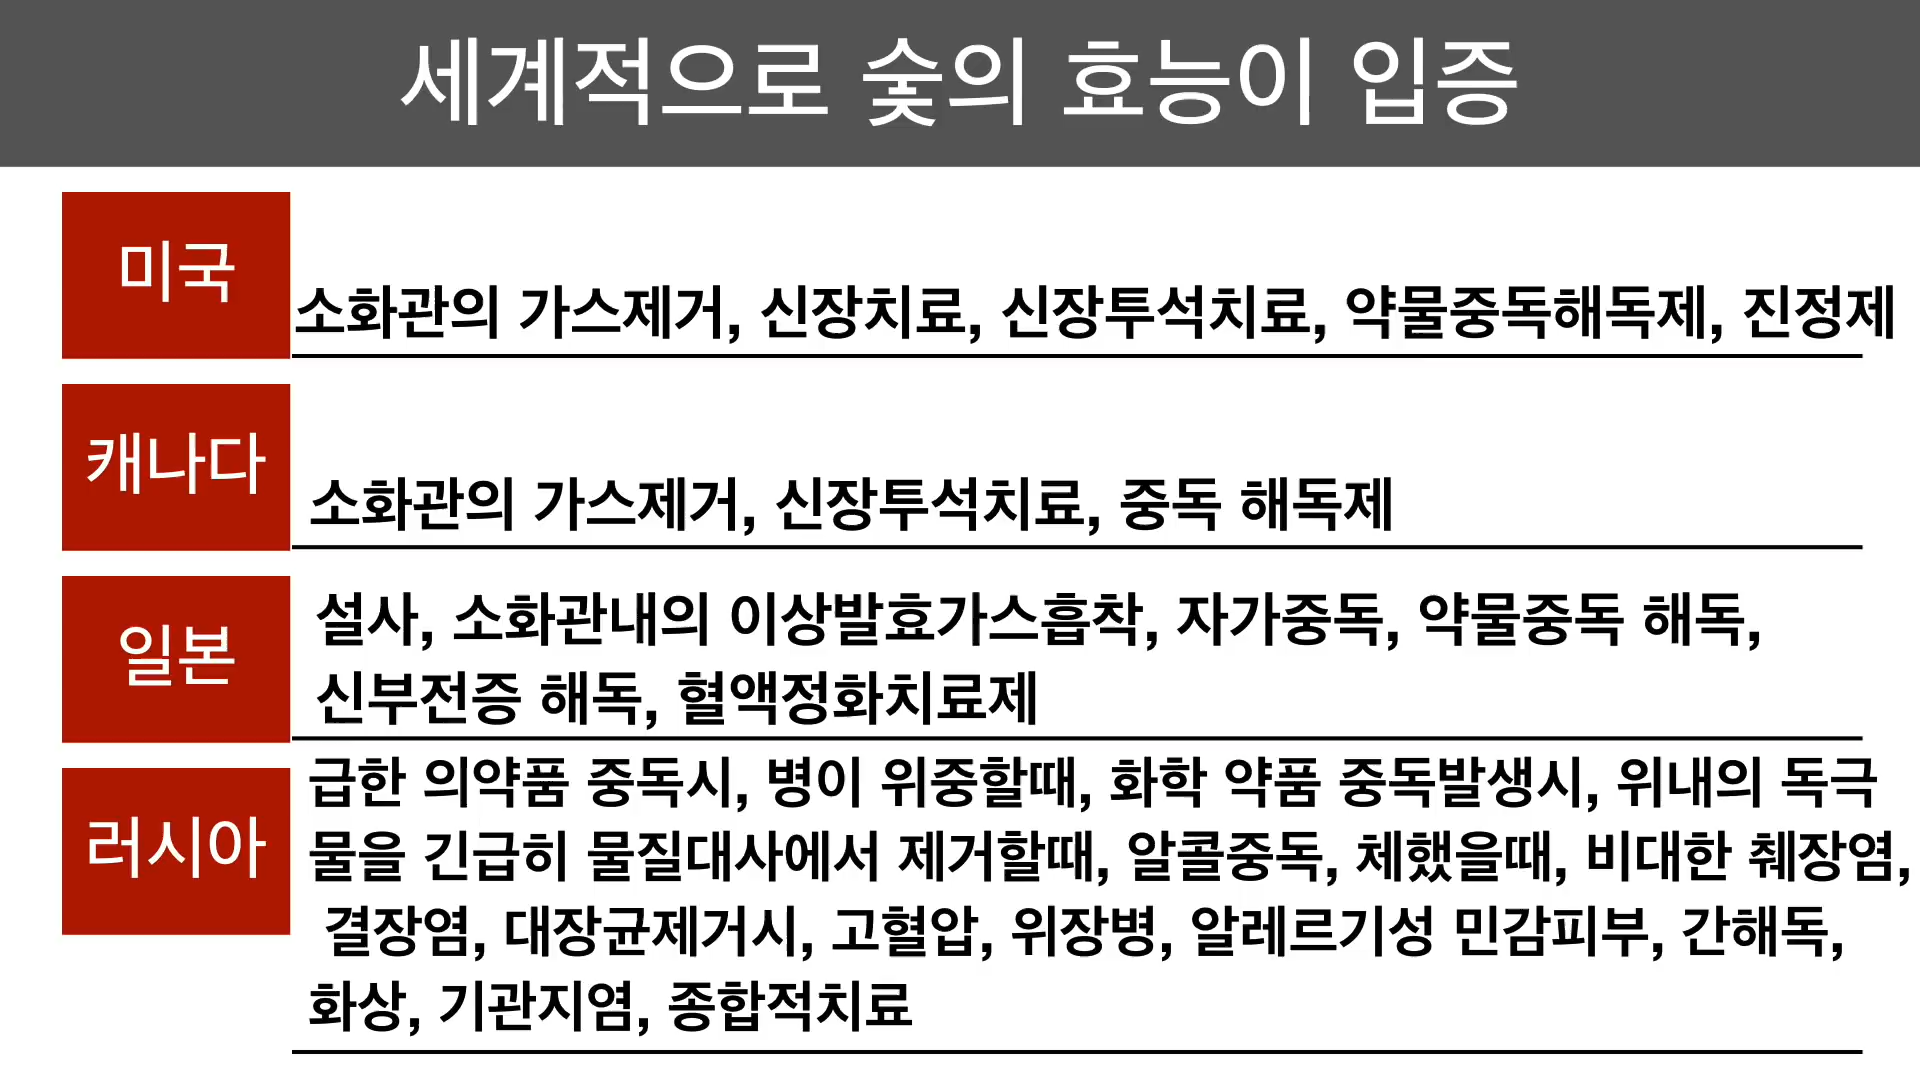 세계적으로 숯의 효능이 입증
미국
소화관의 가스제거, 신장치료, 신장투석치료, 약물중독해독제, 진정제
캐나다
소화관의 가스제거, 신장투석치료, 중독 해독제
일본
설사, 소화관내의 이상발효가스흡착, 자가중독, 약물중독 해독,
신부전증 해독, 혈액정화치료제
러시아
급한 의약품 중독시, 병이 위중할때, 화학 약품 중독발생시, 위내의 독극
물을 긴급히 물질대사에서 제거할때, 알콜중독, 체했을때, 비대한 췌장염,
결장염, 대장균제거시, 고혈압, 위장병, 알레르기성 민감피부, 간해독,
화상, 기관지염, 종합적치료